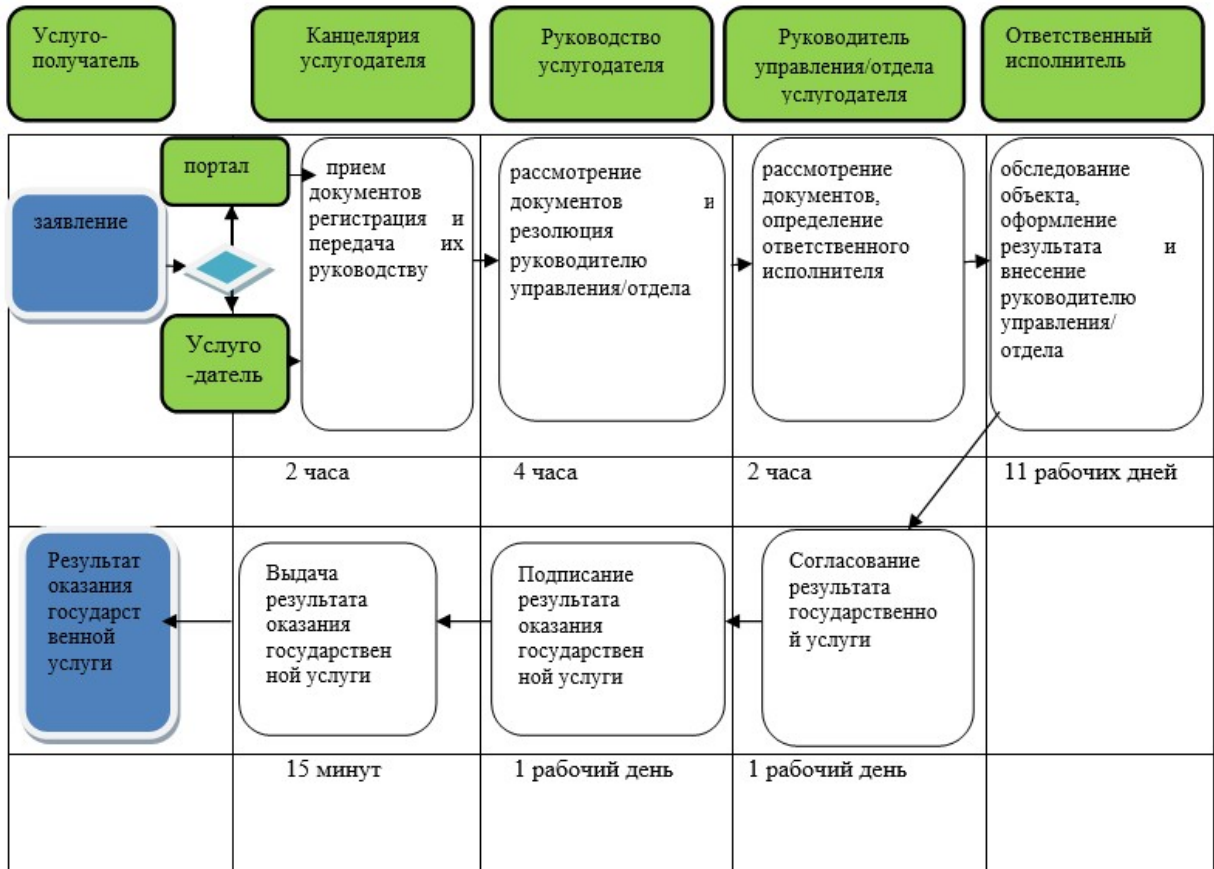 Услуго-
получатель
Канцелярия
услугодателя
Руководство
услугодателя
Руководитель
управления/отдела
услугодателя
Ответственный
исполнитель
заявление
портал
Услуго
-датель
прием
документов
регистрация и
передача их
руководству
рассмотрение
документов и
резолюция
руководителю
управления/отдела
рассмотрение
документов,
определение
ответственного
исполнителя
обследование
объекта,
оформление
результата и
внесение
руководителю
управления/
отдела
2 часа
4 часа
2 часа
11 рабочих дней
Результат
оказания
государст
венной
услуги
Выдача
результата
оказания
государствен
ной услуги
Подписание
результата
оказания
государствен
ной услуги
Согласование
результата
государственно
й услуги
15 минут
1 рабочий день
1 рабочий день